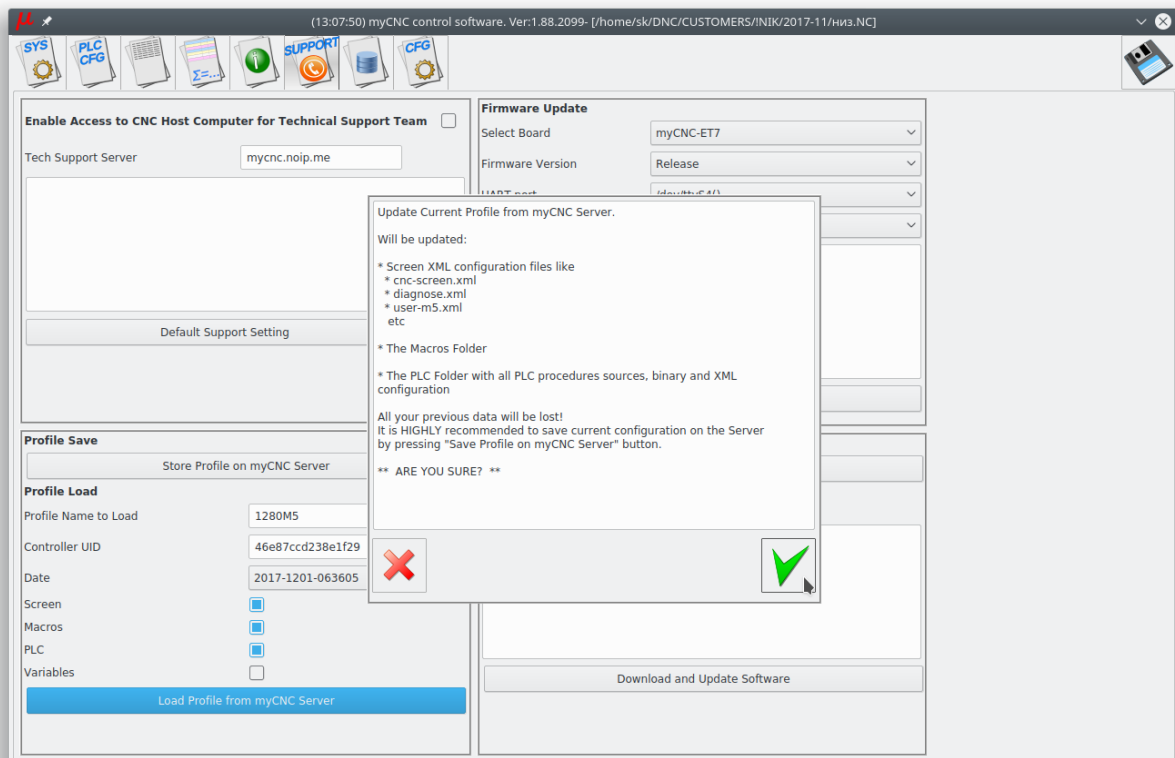 μ
(13:07:50) myCNC control software. Ver:1.88.2099- [/home/sk/DNC/CUSTOMERS/!NIK/2017-11/низ.NC]
SYS
PLC CFG
Σ=...
i
SUPPORT
CFG
Enable Access to CNC Host Computer for Technical Support Team
Tech Support Server
mycnc.noip.me
Default Support Setting
Firmware Update
Select Board
myCNC-ET7
Firmware Version
Release
UART port
/dev/ttyS4()
Update Current Profile from myCNC Server.
Will be updated:
* Screen XML configuration files like
* cnc-screen.xml
* diagnose.xml
* user-m5.xml
etc
* The Macros Folder
* The PLC Folder with all PLC procedures sources, binary and XML
configuration
All your previous data will be lost!
It is HIGHLY recommended to save current configuration on the Server
by pressing "Save Profile on myCNC Server" button.
** ARE YOU SURE? **
Profile Save
Store Profile on myCNC Server
Profile Load
Profile Name to Load
1280M5
Controller UID
46e87ccd238e1f29
Date
2017-1201-063605
Screen
Macros
PLC
Variables
Load Profile from myCNC Server
Download and Update Software